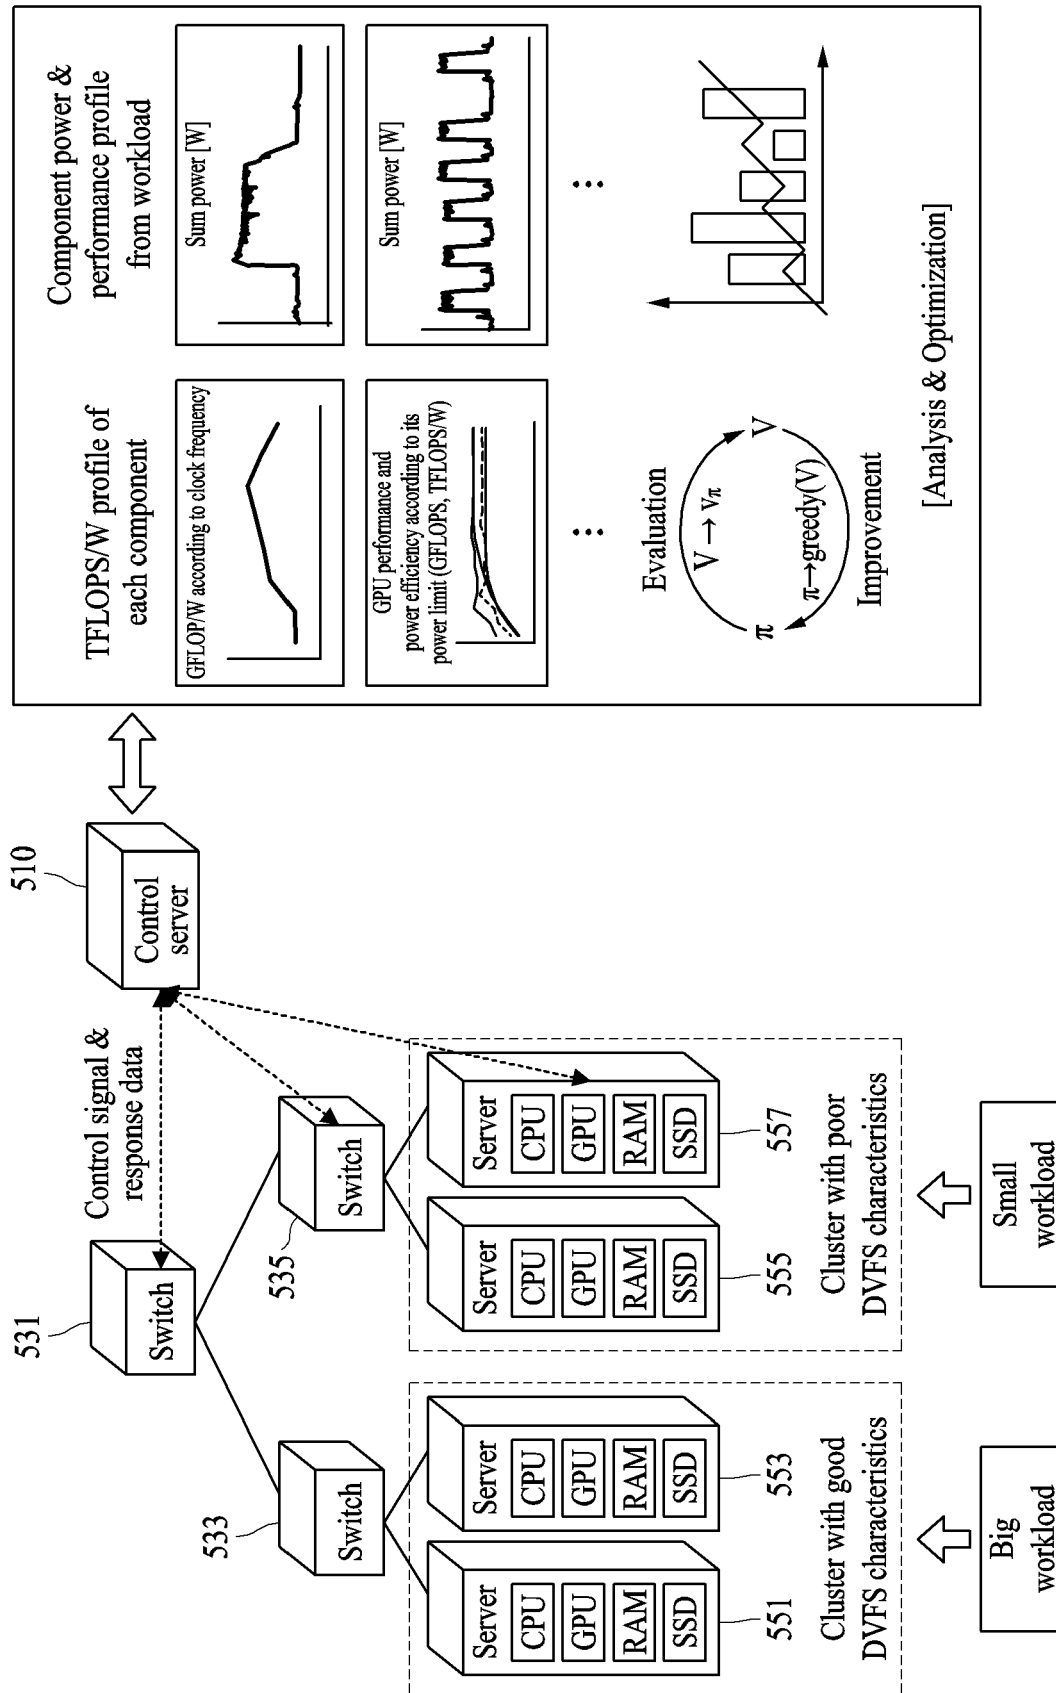 510
Control
server
Control signal &
response data
531
Switch
533
Switch
535
Switch
Server
CPU
GPU
RAM
SSD
551
Server
CPU
GPU
RAM
SSD
553
Cluster with good
DVFS characteristics
Big
workload
Server
CPU
GPU
RAM
SSD
555
Server
CPU
GPU
RAM
SSD
557
Cluster with poor
DVFS characteristics
Small
workload
TFLOPS/W profile of
each component
GFLOP/W according to clock frequency
GPU performance and
power efficiency according to its
power limit (GFLOPS, TFLOPS/W)
⋮
Evaluation
V → vπ
π
V
π→greedy(V)
Improvement
Component power &
performance profile
from workload
Sum power [W]
Sum power [W]
⋮
[Analysis & Optimization]